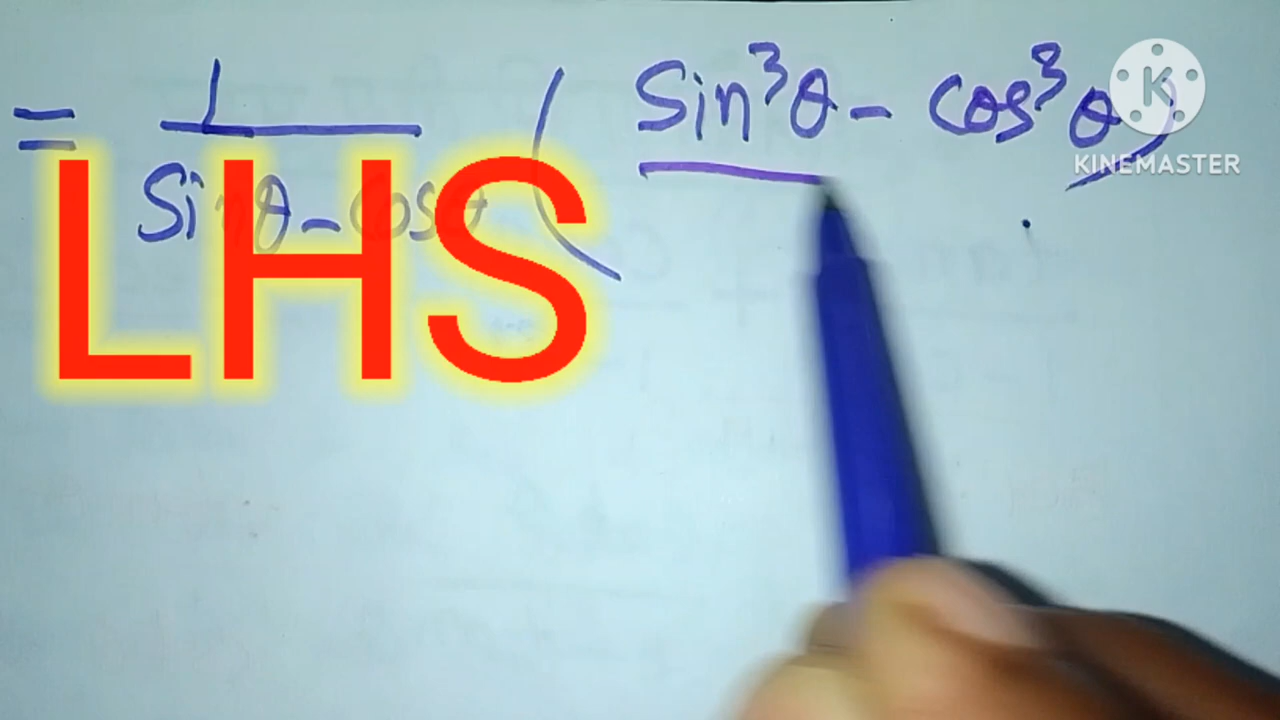 = 1/(Sinθ - cosθ) ( Sin³θ - cos³θ )
LHS
KINEMASTER